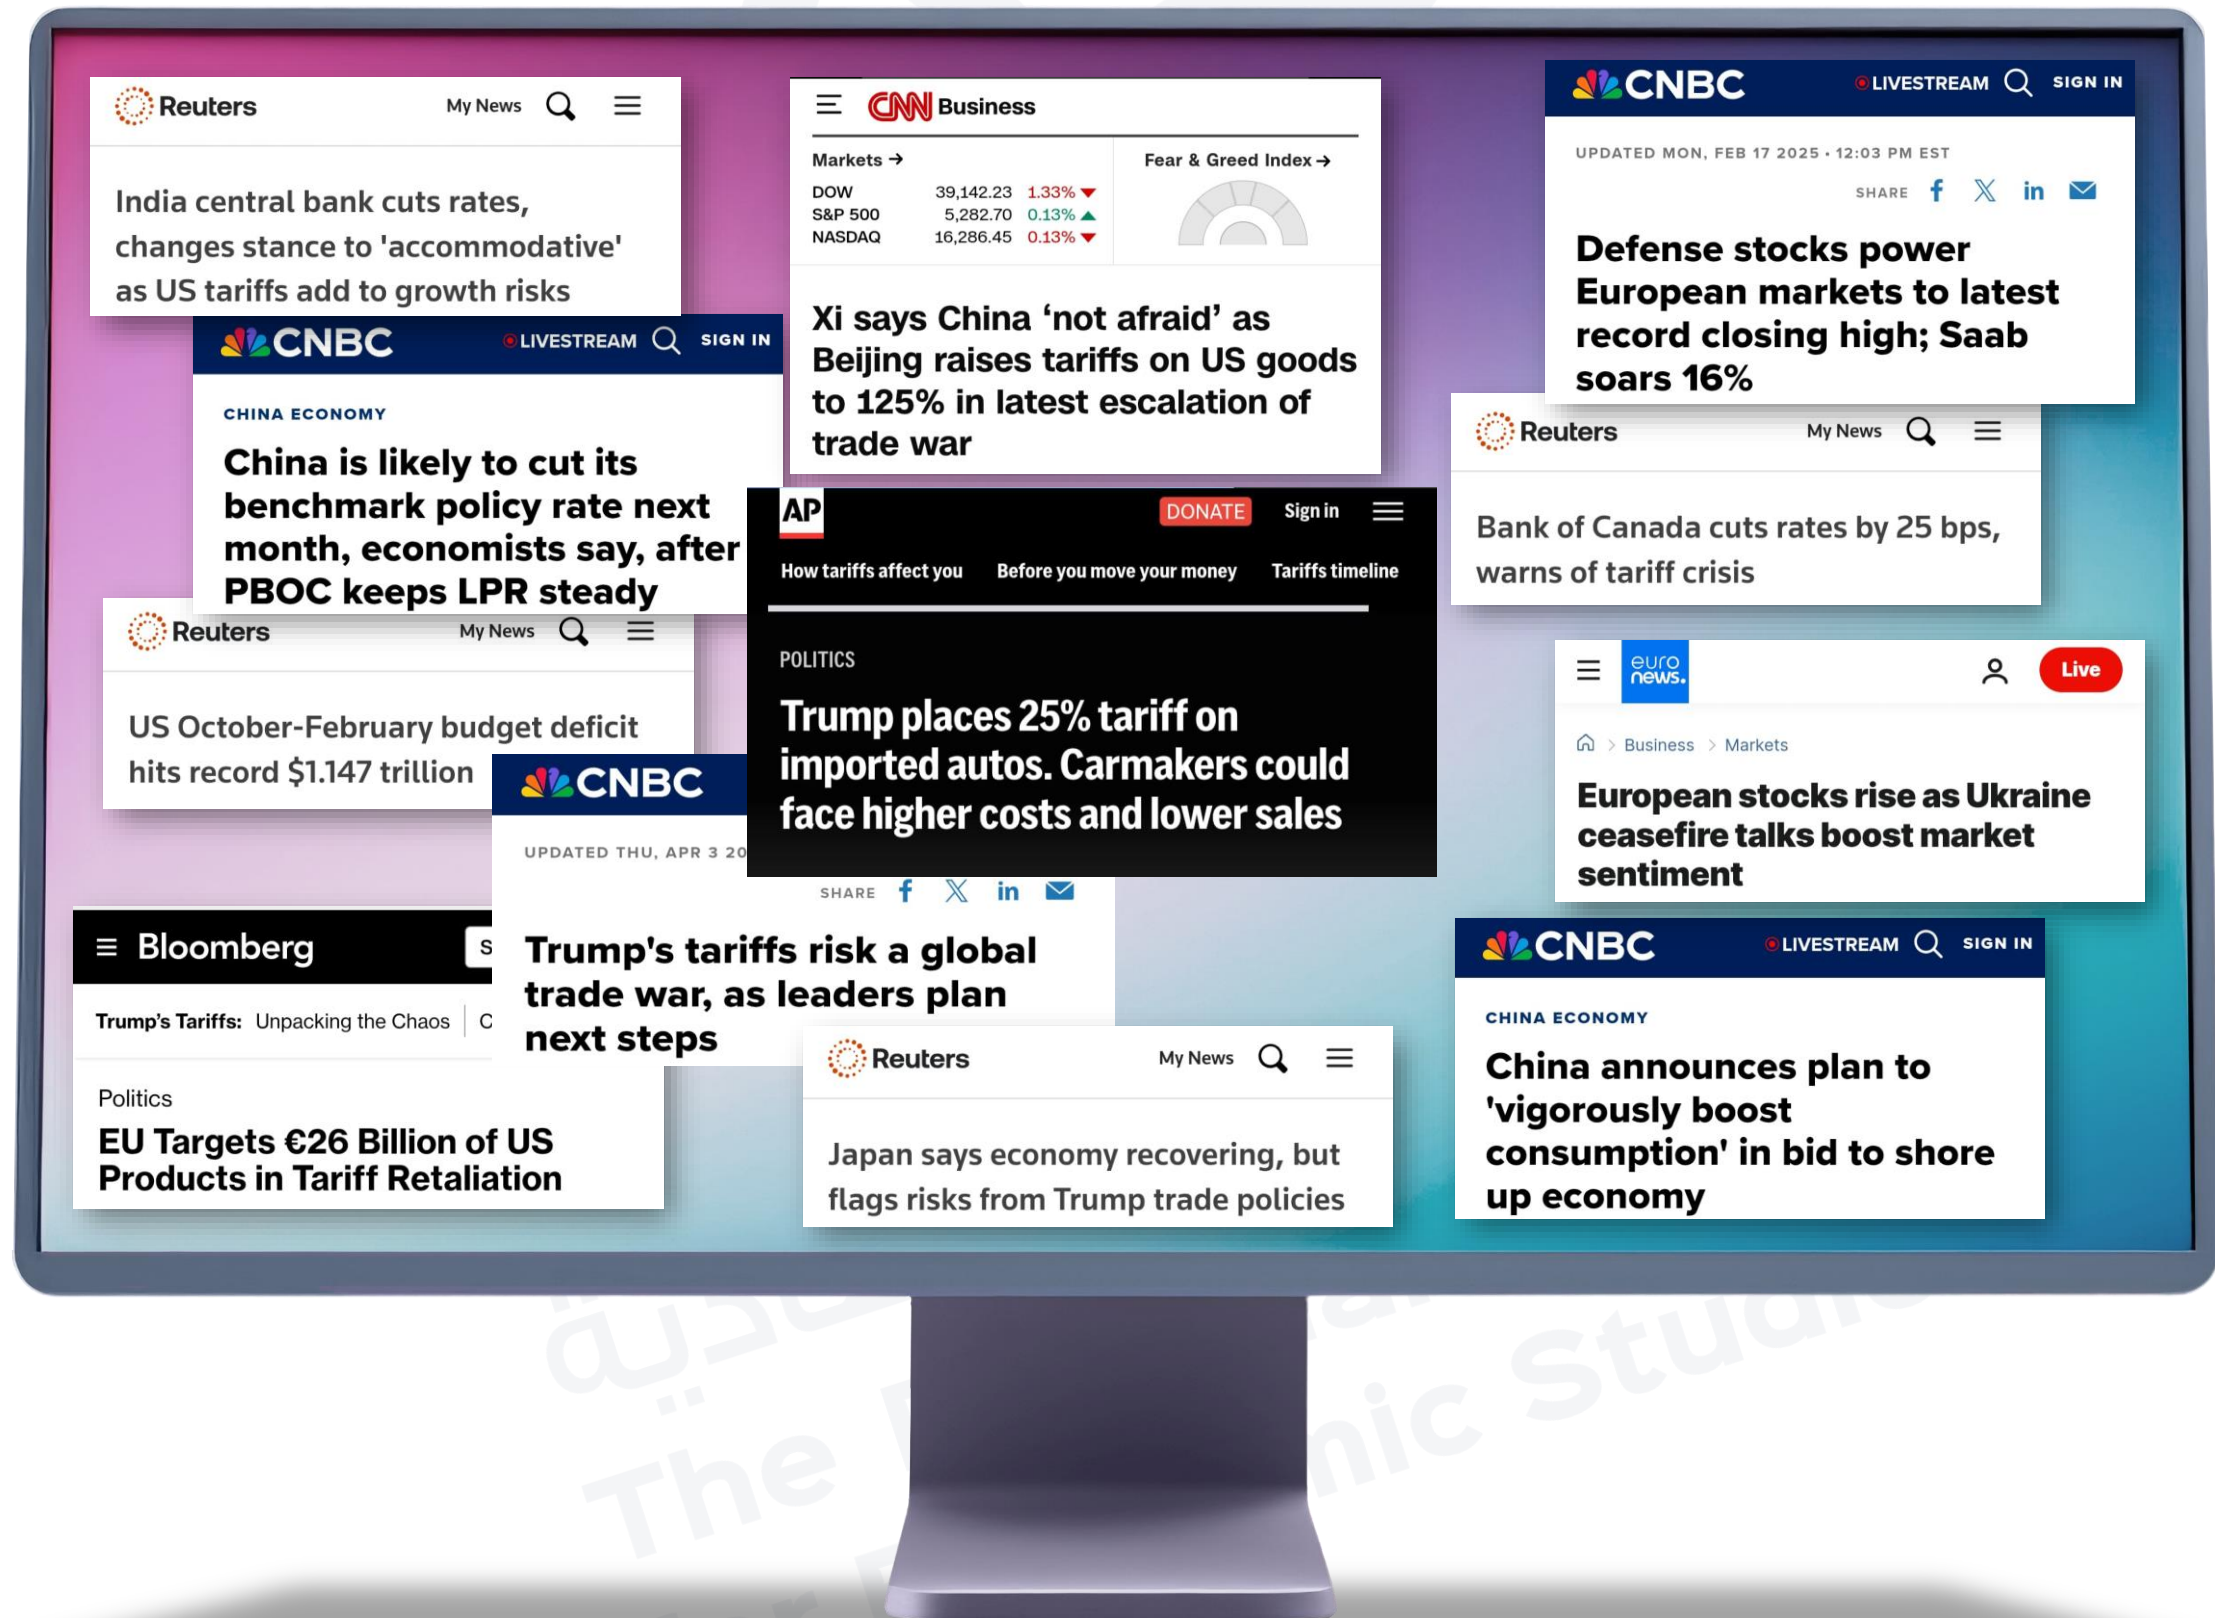 Reuters
My News
India central bank cuts rates,
changes stance to 'accommodative'
as US tariffs add to growth risks
CNBC
LIVESTREAM
SIGN IN
CHINA ECONOMY
China is likely to cut its
benchmark policy rate next
month, economists say, after
PBOC keeps LPR steady
Reuters
My News
US October-February budget deficit
hits record $1.147 trillion
CNBC
UPDATED THU, APR 3 20
SHARE f X in
Trump's tariffs risk a global
trade war, as leaders plan
next steps
Bloomberg
S
Trump's Tariffs: Unpacking the Chaos
C
Politics
EU Targets €26 Billion of US
Products in Tariff Retaliation
CNN Business
Markets →
Fear & Greed Index →
DOW 39,142.23 1.33% ▼
S&P 500 5,282.70 0.13% ▲
NASDAQ 16,286.45 0.13% ▼
Xi says China ‘not afraid’ as
Beijing raises tariffs on US goods
to 125% in latest escalation of
trade war
AP
DONATE
Sign in
How tariffs affect you Before you move your money Tariffs timeline
POLITICS
Trump places 25% tariff on
imported autos. Carmakers could
face higher costs and lower sales
Reuters
My News
Japan says economy recovering, but
flags risks from Trump trade policies
CNBC
LIVESTREAM
SIGN IN
UPDATED MON, FEB 17 2025 • 12:03 PM EST
SHARE f X in
Defense stocks power
European markets to latest
record closing high; Saab
soars 16%
Reuters
My News
Bank of Canada cuts rates by 25 bps,
warns of tariff crisis
euro
news.
Live
Business > Markets
European stocks rise as Ukraine
ceasefire talks boost market
sentiment
CNBC
LIVESTREAM
SIGN IN
CHINA ECONOMY
China announces plan to
'vigorously boost
consumption' in bid to shore
up economy
The